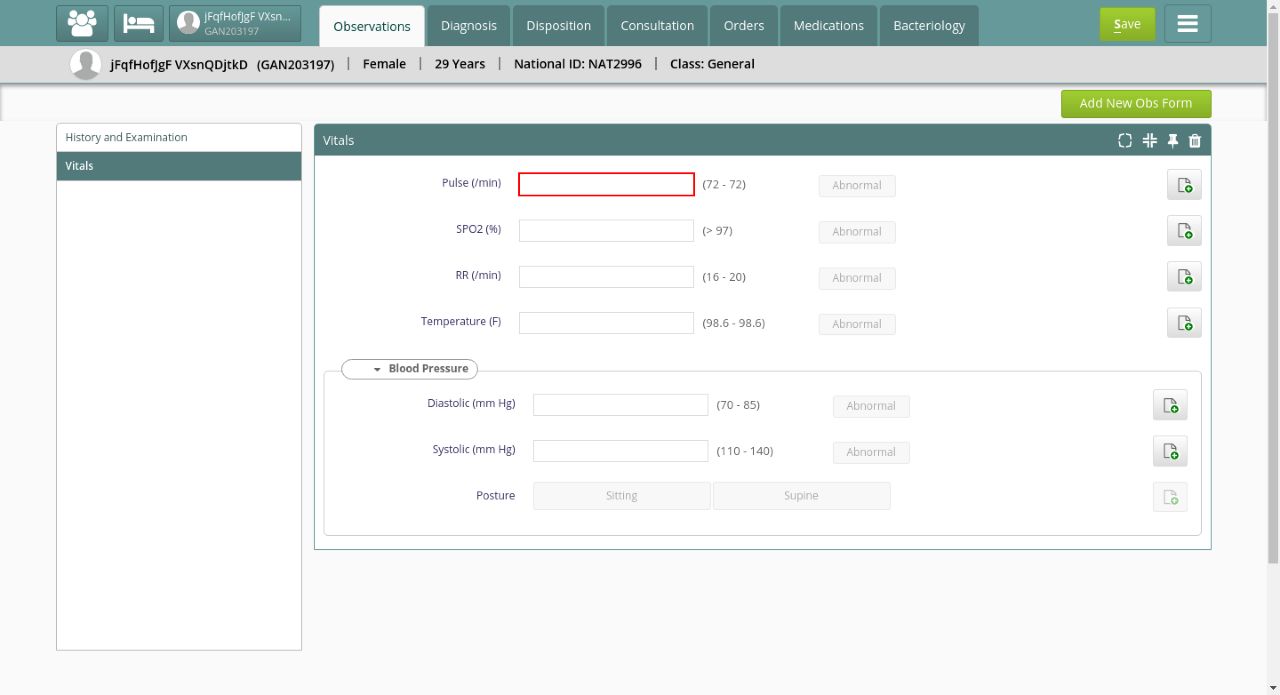 jFqfHofJgF VXsn...
GAN203197
Observations
Diagnosis
Disposition
Consultation
Orders
Medications
Bacteriology
Save
jFqfHofJgF VXsnQDjtkD (GAN203197) | Female | 29 Years | National ID: NAT2996 | Class: General
Add New Obs Form
History and Examination
Vitals
Vitals
Pulse (/min) (72 - 72) Abnormal
SPO2 (%) (> 97) Abnormal
RR (/min) (16 - 20) Abnormal
Temperature (F) (98.6 - 98.6) Abnormal
Blood Pressure
Diastolic (mm Hg) (70 - 85) Abnormal
Systolic (mm Hg) (110 - 140) Abnormal
Posture Sitting Supine